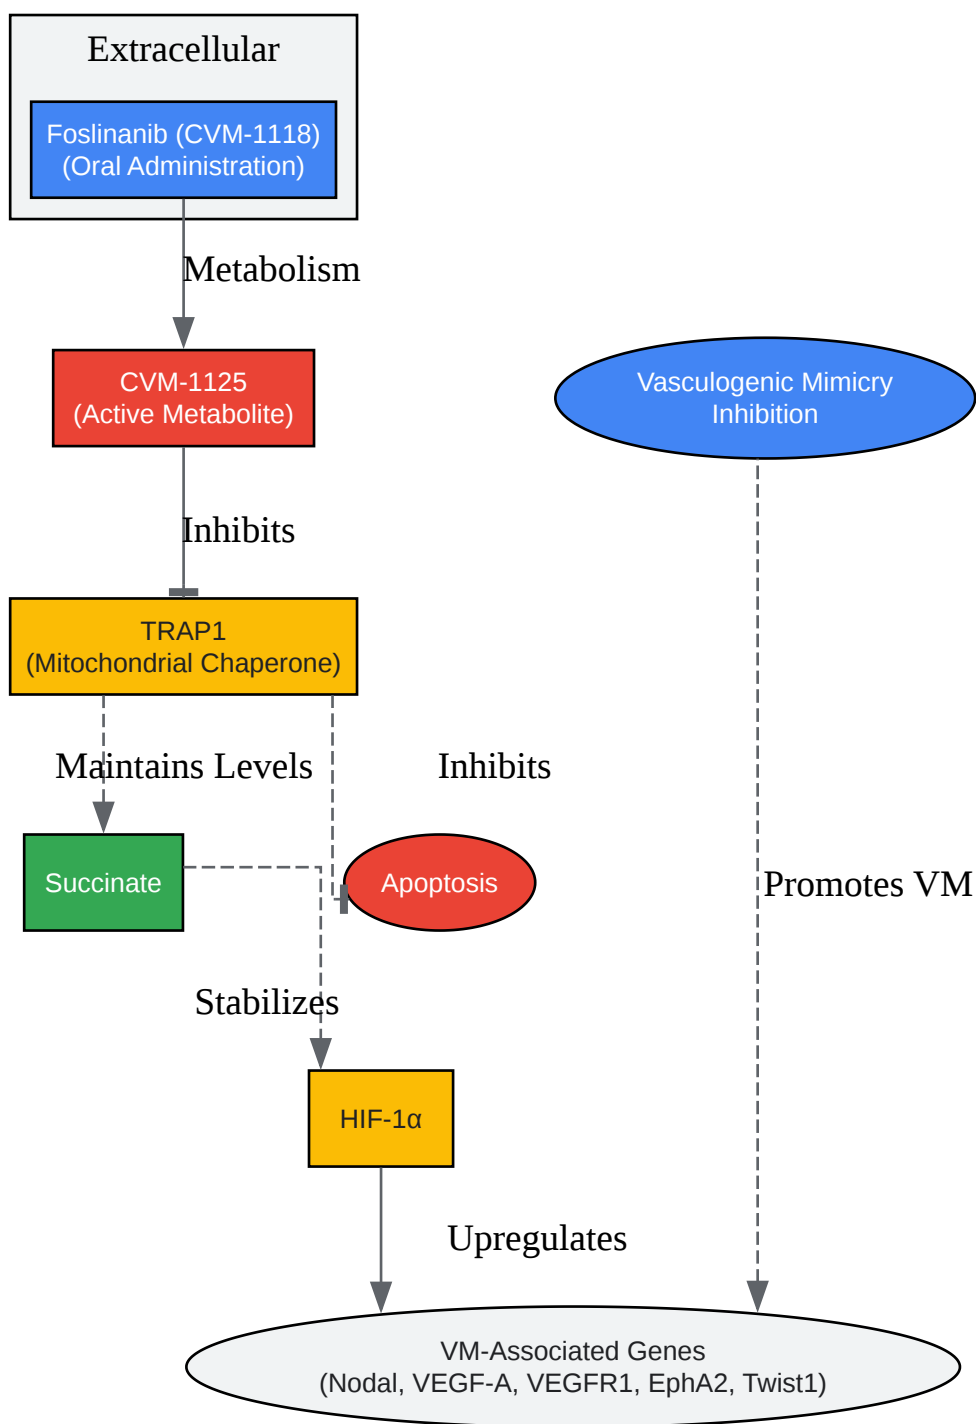 Extracellular
Foslinanib (CVM-1118)
(Oral Administration)
Metabolism
CVM-1125
(Active Metabolite)
Vasculogenic Mimicry
Inhibition
Inhibits
TRAP1
(Mitochondrial Chaperone)
Maintains Levels
Inhibits
Succinate
Apoptosis
Promotes VM
Stabilizes
HIF-1α
Upregulates
VM-Associated Genes
(Nodal, VEGF-A, VEGFR1, EphA2, Twist1)